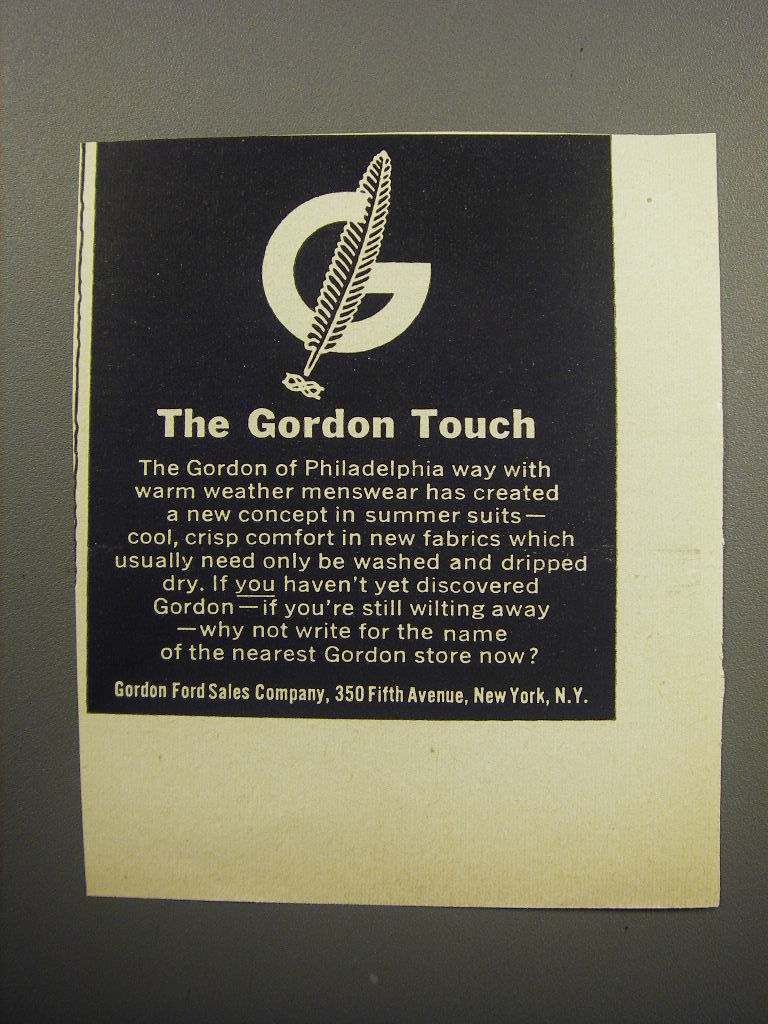 G
The Gordon Touch
The Gordon of Philadelphia way with
warm weather menswear has created
a new concept in summer suits—
cool, crisp comfort in new fabrics which
usually need only be washed and dripped
dry. If you haven't yet discovered
Gordon—if you're still wilting away
—why not write for the name
of the nearest Gordon store now?
Gordon Ford Sales Company, 350 Fifth Avenue, New York, N.Y.